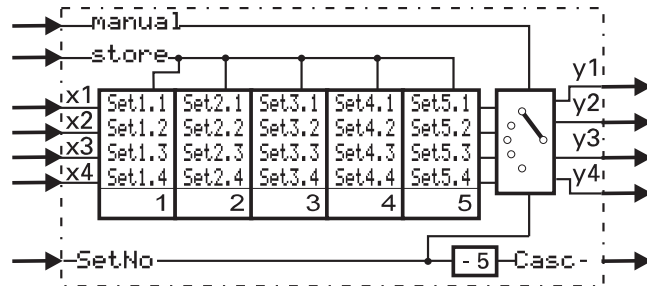 manual
store
x1
x2
x3
x4
Set1.1 Set2.1 Set3.1 Set4.1 Set5.1
Set1.2 Set2.2 Set3.2 Set4.2 Set5.2
Set1.3 Set2.3 Set3.3 Set4.3 Set5.3
Set1.4 Set2.4 Set3.4 Set4.4 Set5.4
1 2 3 4 5
y1
y2
y3
y4
SetNo
- 5
Casc